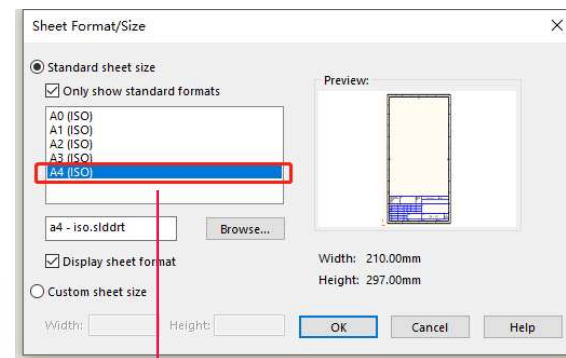 Sheet Format/Size
Standard sheet size
Only show standard formats
A0 (ISO)
A1 (ISO)
A2 (ISO)
A3 (ISO)
A4 (ISO)
a4 - iso.slddrt
Browse...
Display sheet format
Custom sheet size
Width:
Height:
Preview:
Width: 210.00mm
Height: 297.00mm
OK
Cancel
Help